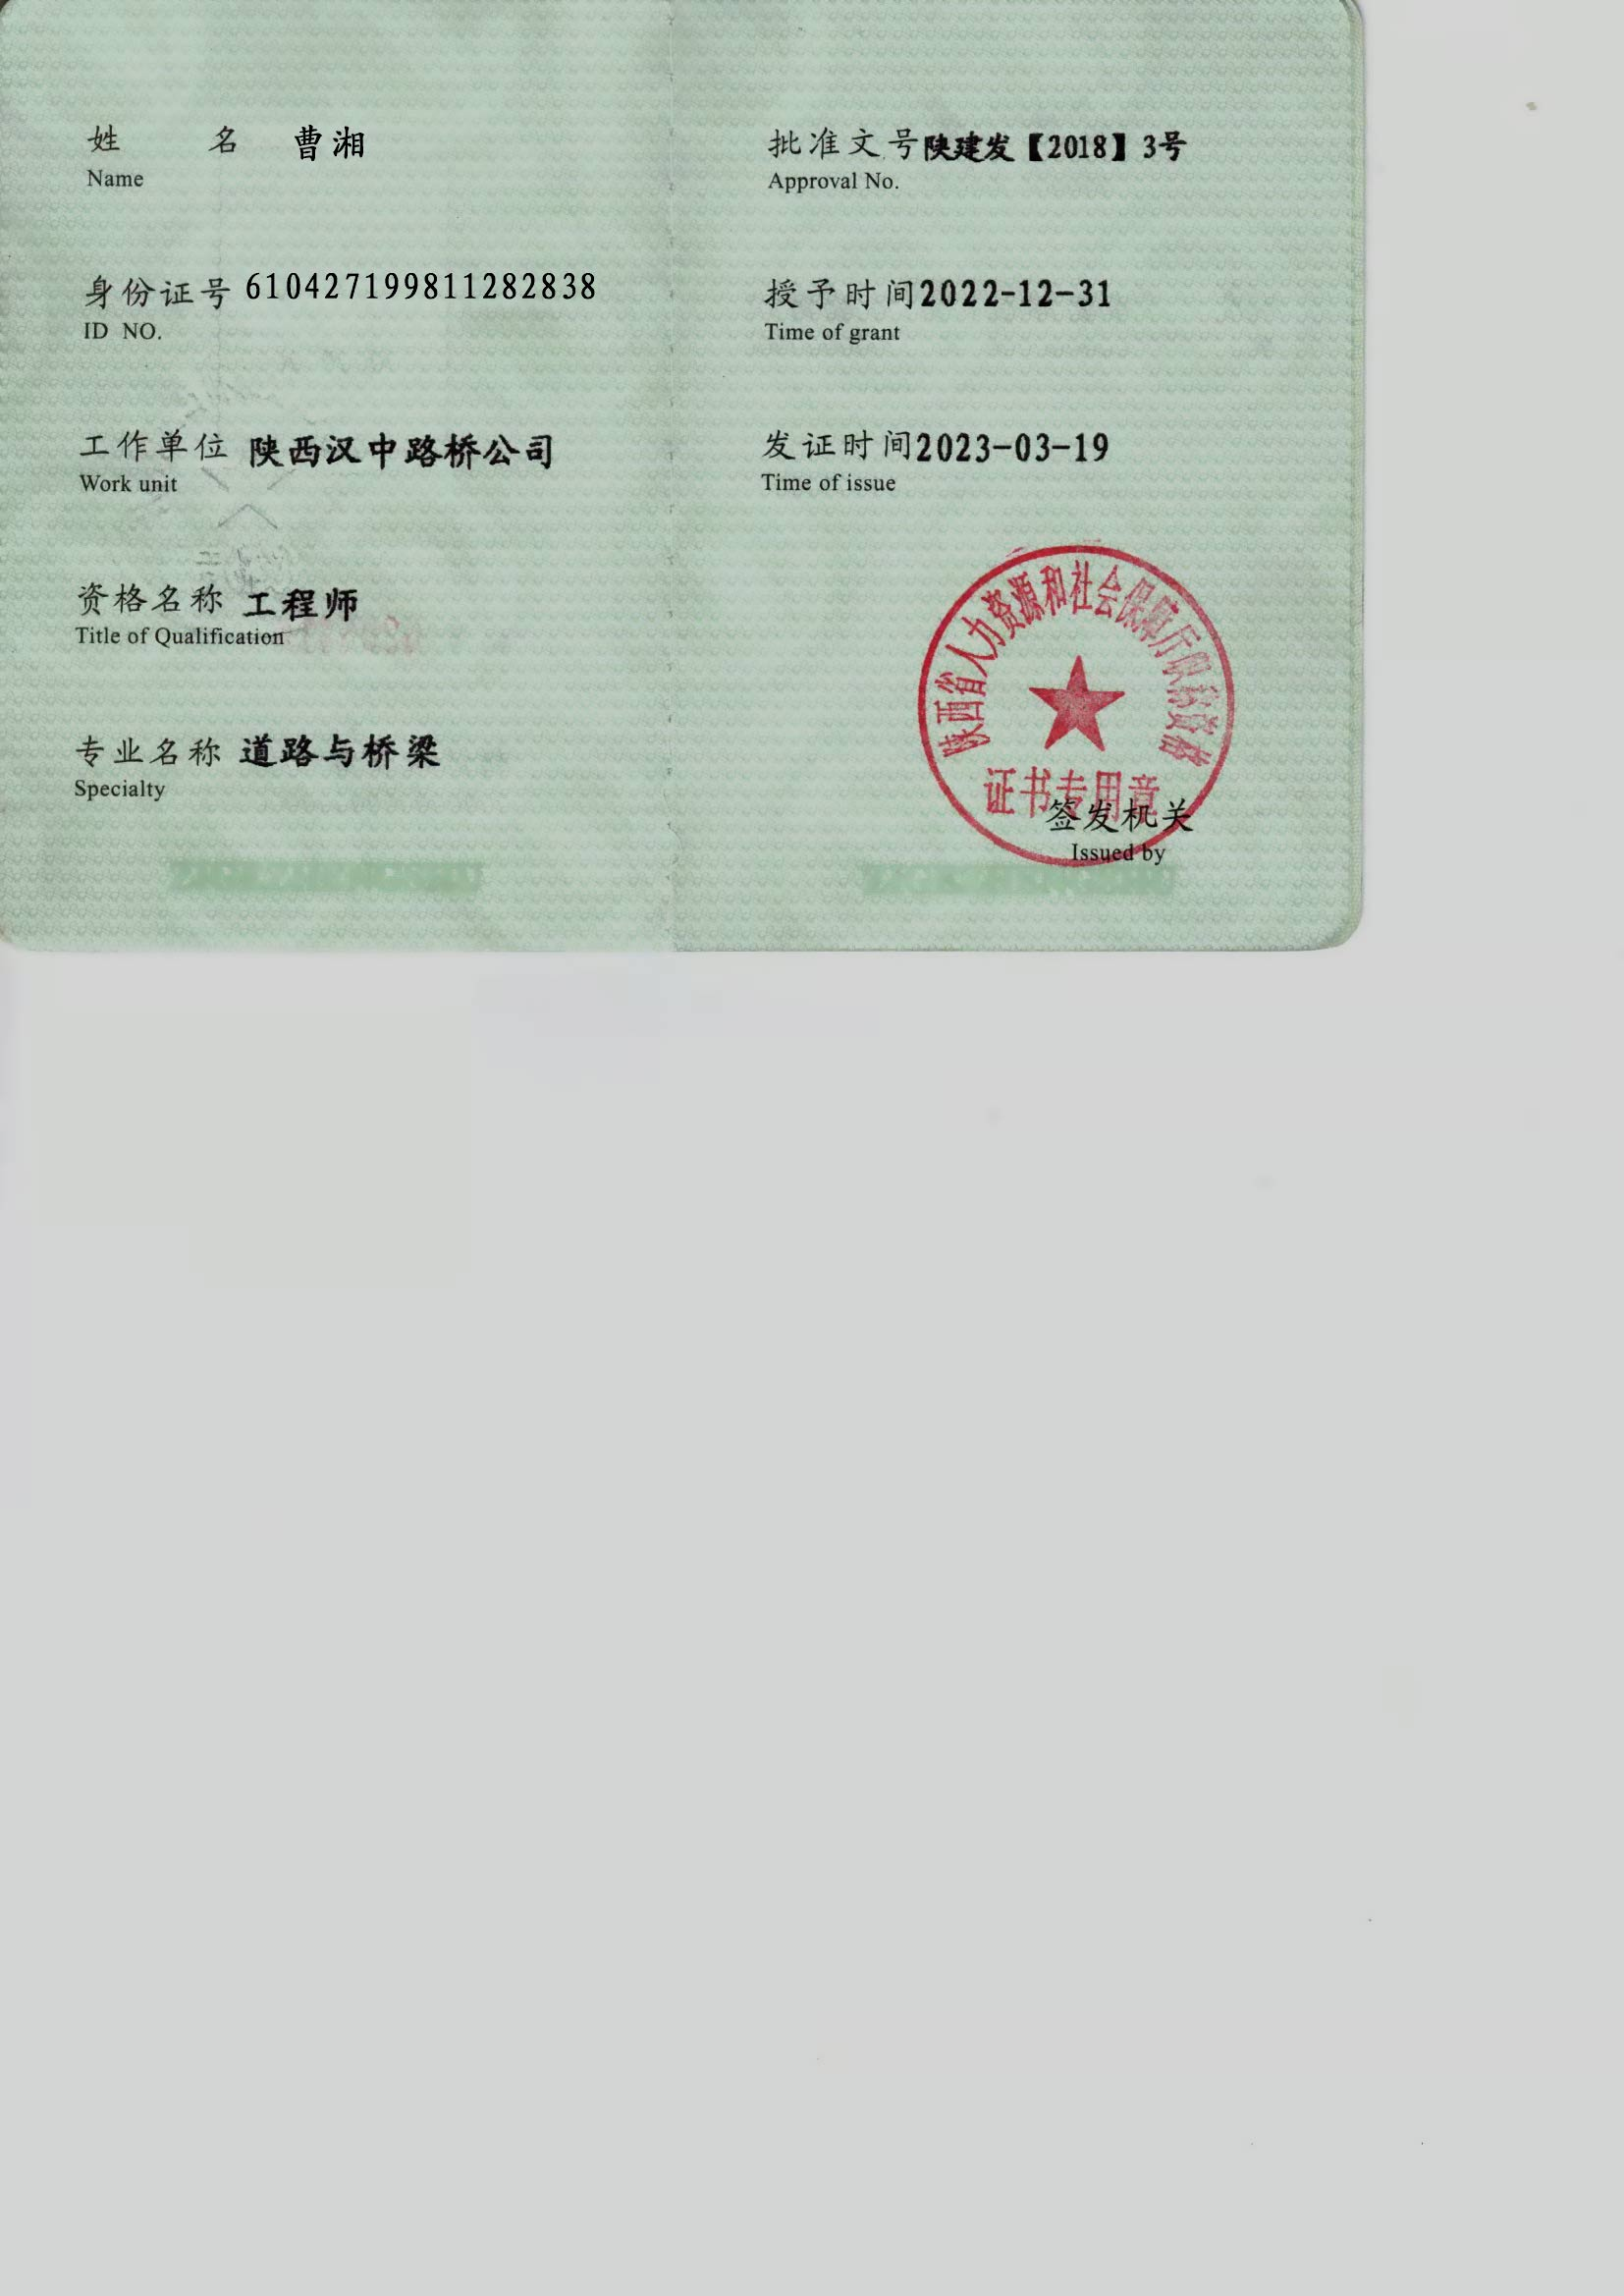 姓 名 曹湘
Name
身份证号 610427199811282838
ID NO.
工作单位 陕西汉中路桥公司
Work unit
资格名称 工程师
Title of Qualification
专业名称 道路与桥梁
Specialty
批准文号陕建发【2018】3号
Approval No.
授予时间2022-12-31
Time of grant
发证时间2023-03-19
Time of issue
陕西省人力资源和社会保障厅职称资格
证书专用章
签发机关
Issued by